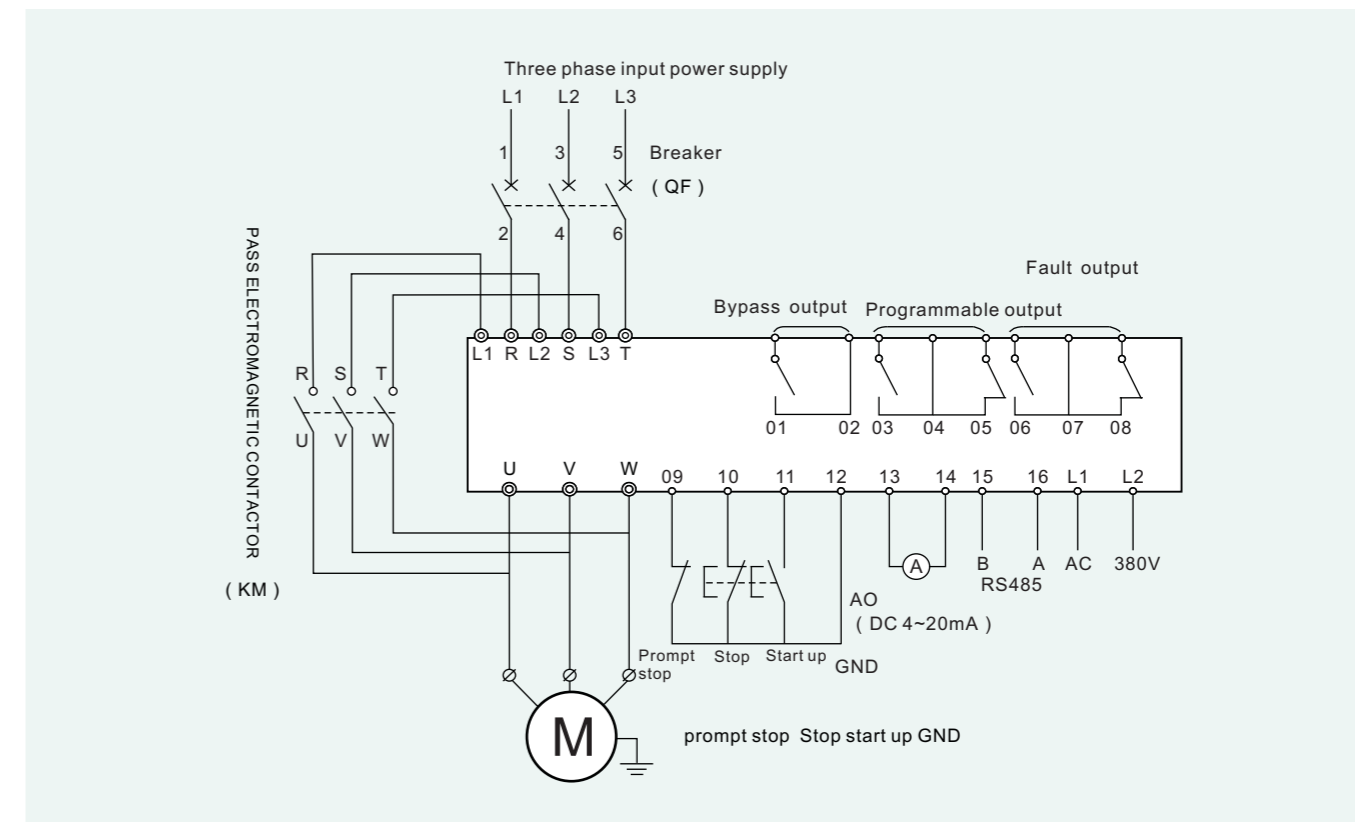 Three phase input power supply
L1 L2 L3
1 3 5 Breaker
( QF )
2 4 6
PASS ELECTROMAGNETIC CONTACTOR
( KM )
Fault output
Bypass output Programmable output
L1 R L2 S L3 T
R S T
U V W
01 02 03 04 05 06 07 08
U V W 09 10 11 12 13 14 15 16 L1 L2
A
B A AC 380V
RS485
AO
( DC 4~20mA )
Prompt stop
Stop
Start up
GND
M
prompt stop Stop start up GND